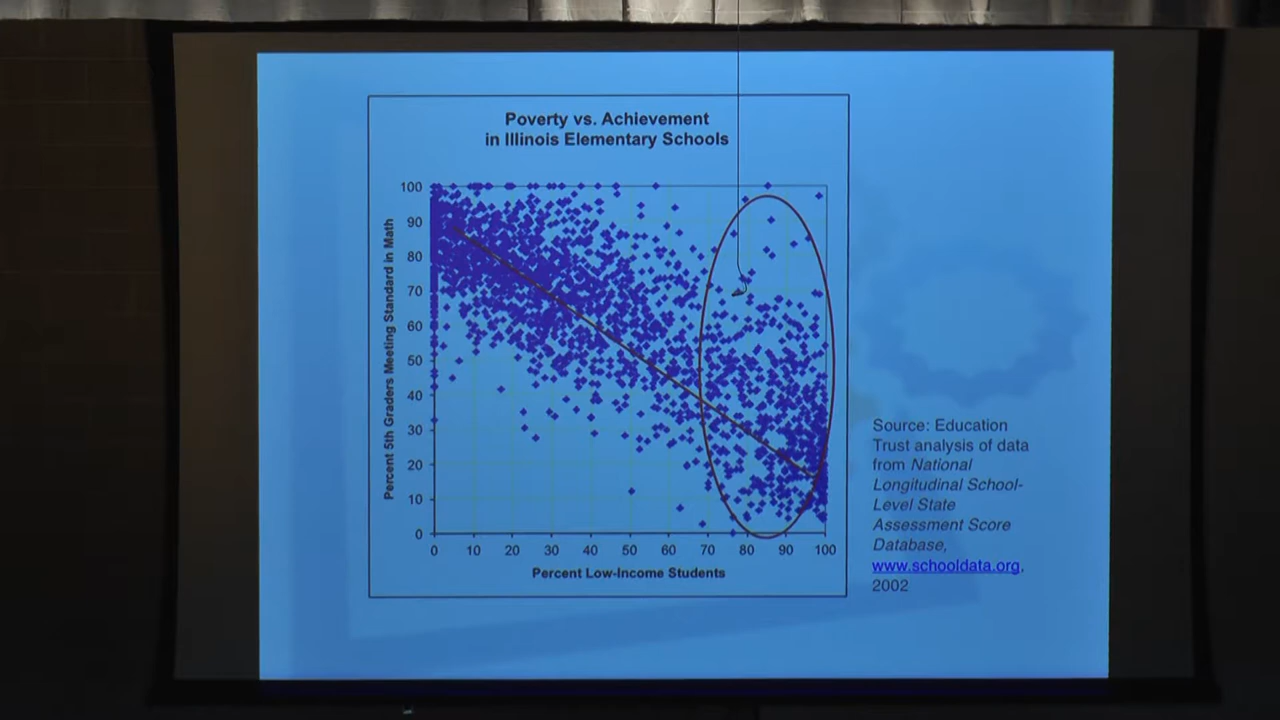 Poverty vs. Achievement
in Illinois Elementary Schools
Percent 5th Graders Meeting Standard in Math
100
90
80
70
60
50
40
30
20
10
0
0 10 20 30 40 50 60 70 80 90 100
Percent Low-Income Students
Source: Education
Trust analysis of data
from National
Longitudinal School-
Level State
Assessment Score
Database,
www.schooldata.org,
2002